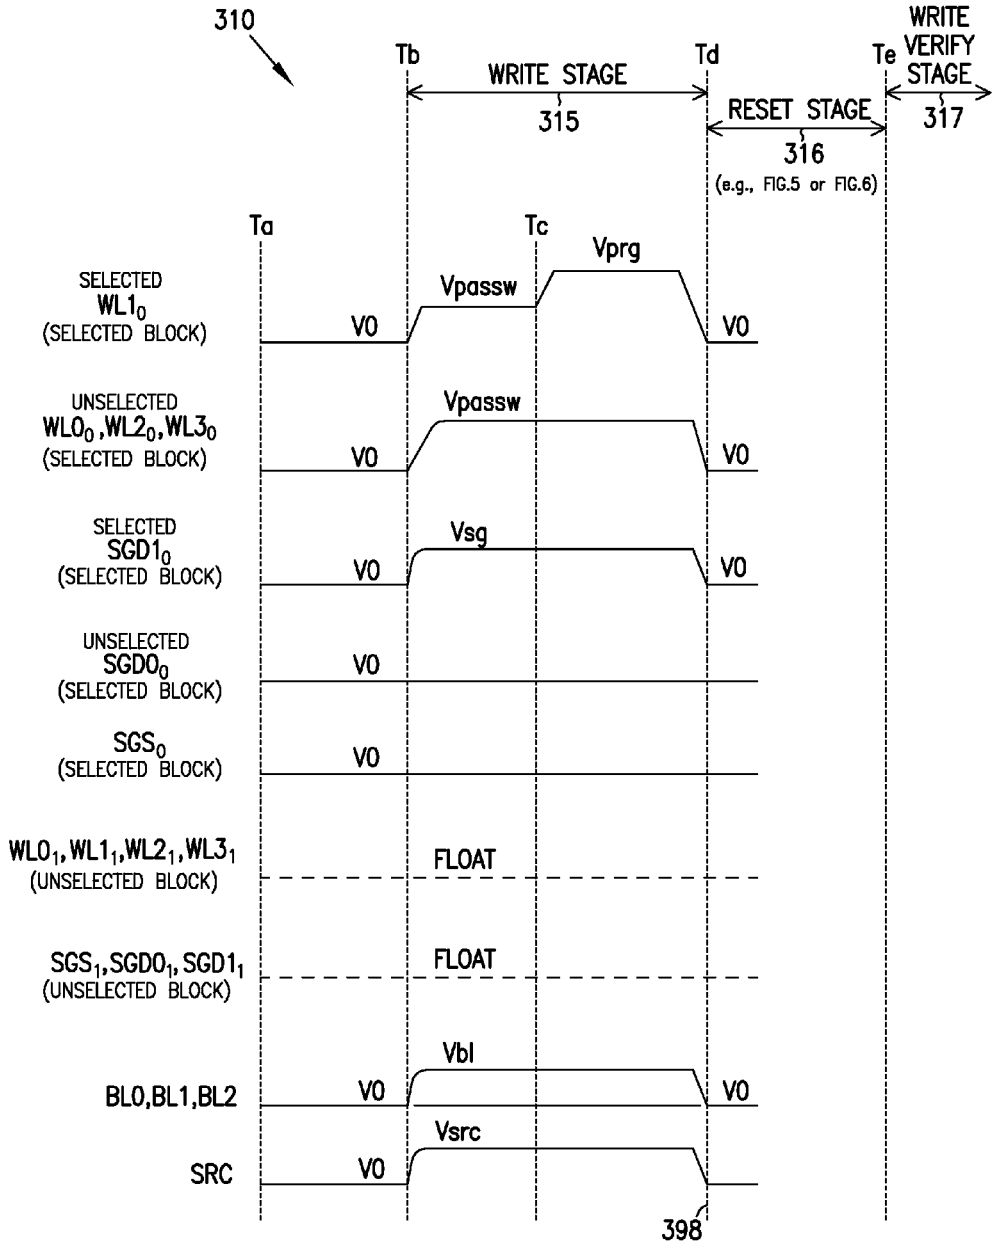 310
WRITE
VERIFY
STAGE
317
Tb
WRITE STAGE
315
Td
RESET STAGE
316
(e.g., FIG.5 or FIG.6)
Te
Ta
Tc
SELECTED
WL1₀
(SELECTED BLOCK)
V0
Vpassw
Vprg
V0
UNSELECTED
WL0₀,WL2₀,WL3₀
(SELECTED BLOCK)
V0
Vpassw
V0
SELECTED
SGD1₀
(SELECTED BLOCK)
V0
Vsg
V0
UNSELECTED
SGD0₀
(SELECTED BLOCK)
V0
SGS₀
(SELECTED BLOCK)
V0
WL0₁,WL1₁,WL2₁,WL3₁
(UNSELECTED BLOCK)
FLOAT
SGS₁,SGD0₁,SGD1₁
(UNSELECTED BLOCK)
FLOAT
BL0,BL1,BL2
V0
Vbl
V0
SRC
V0
Vsrc
398